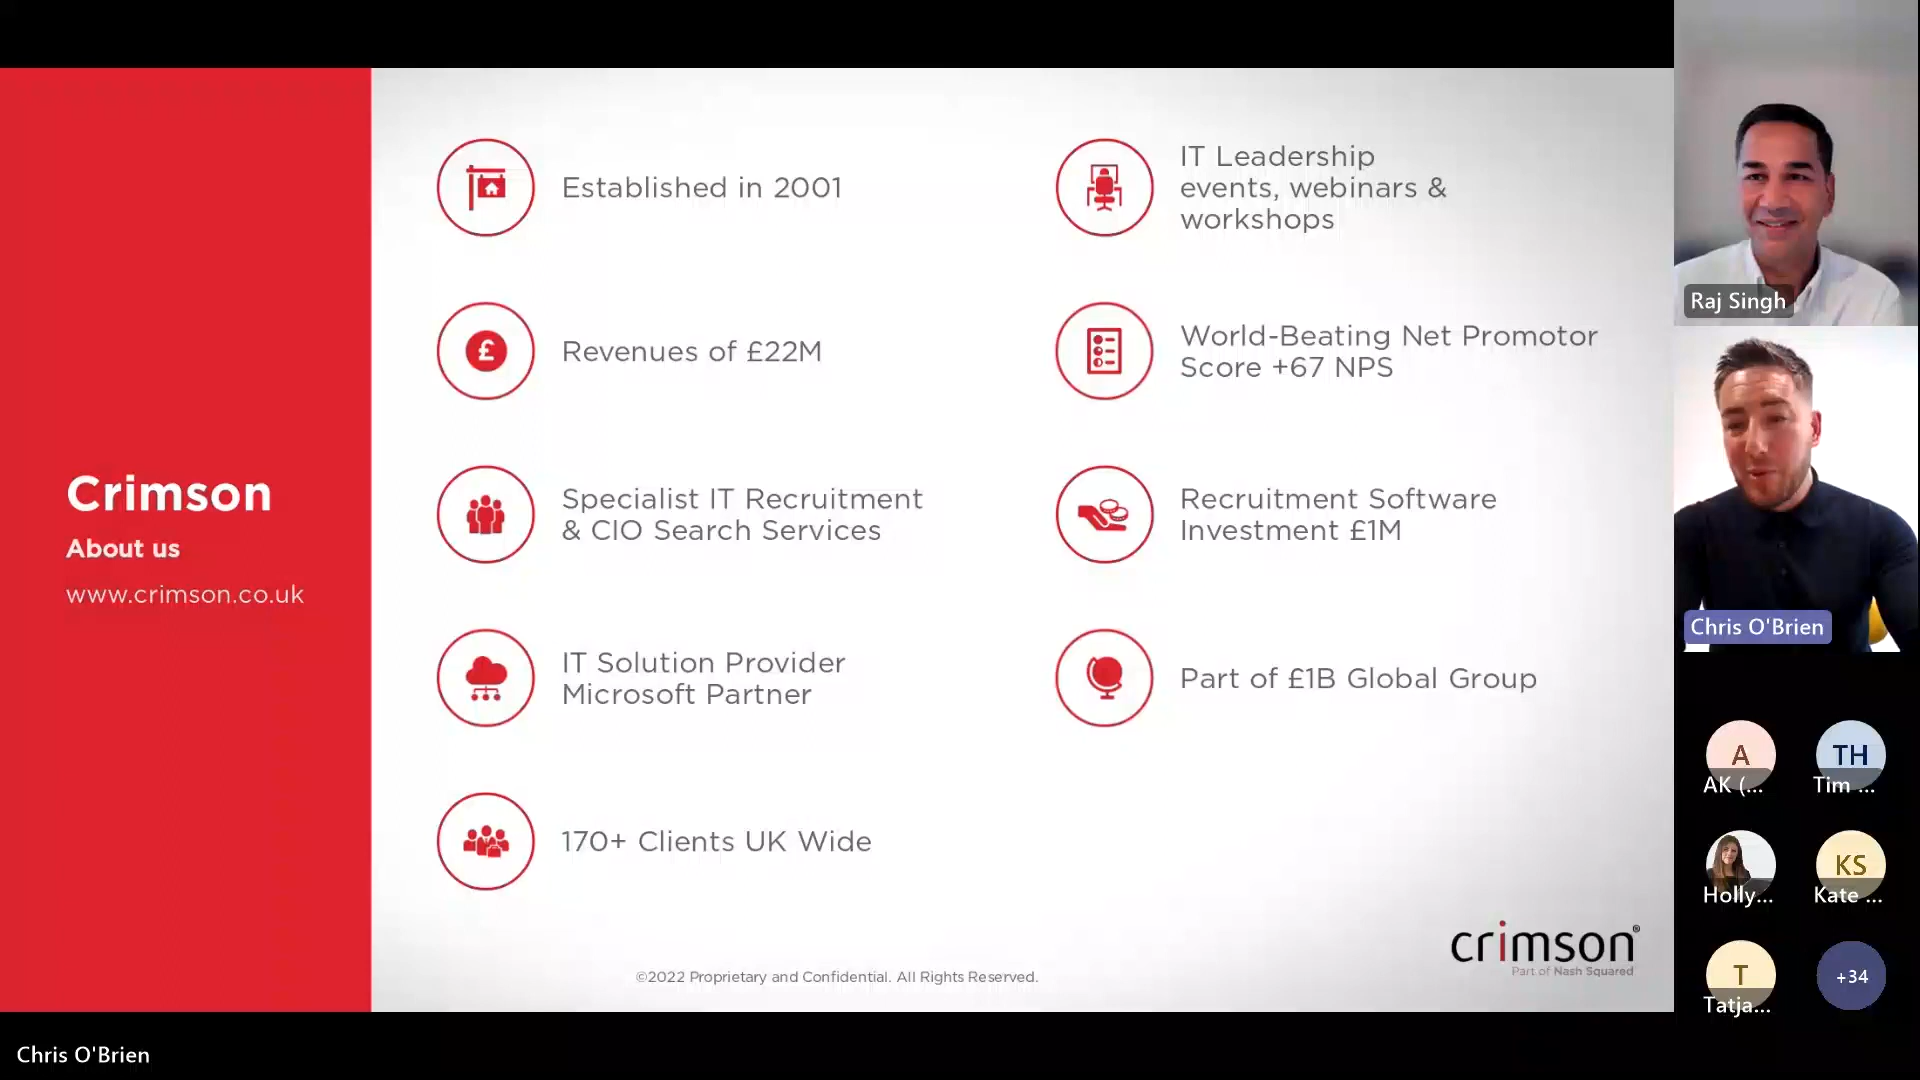 Crimson
About us
www.crimson.co.uk
Established in 2001
Revenues of £22M
Specialist IT Recruitment
& CIO Search Services
IT Solution Provider
Microsoft Partner
170+ Clients UK Wide
IT Leadership
events, webinars &
workshops
World-Beating Net Promotor
Score +67 NPS
Recruitment Software
Investment £1M
Part of £1B Global Group
crimson®
Part of Nash Squared
©2022 Proprietary and Confidential. All Rights Reserved.
Raj Singh
Chris O'Brien
A
AK (...
TH
Tim ...
Holly...
KS
Kate ...
T
Tatja...
+34
Chris O'Brien